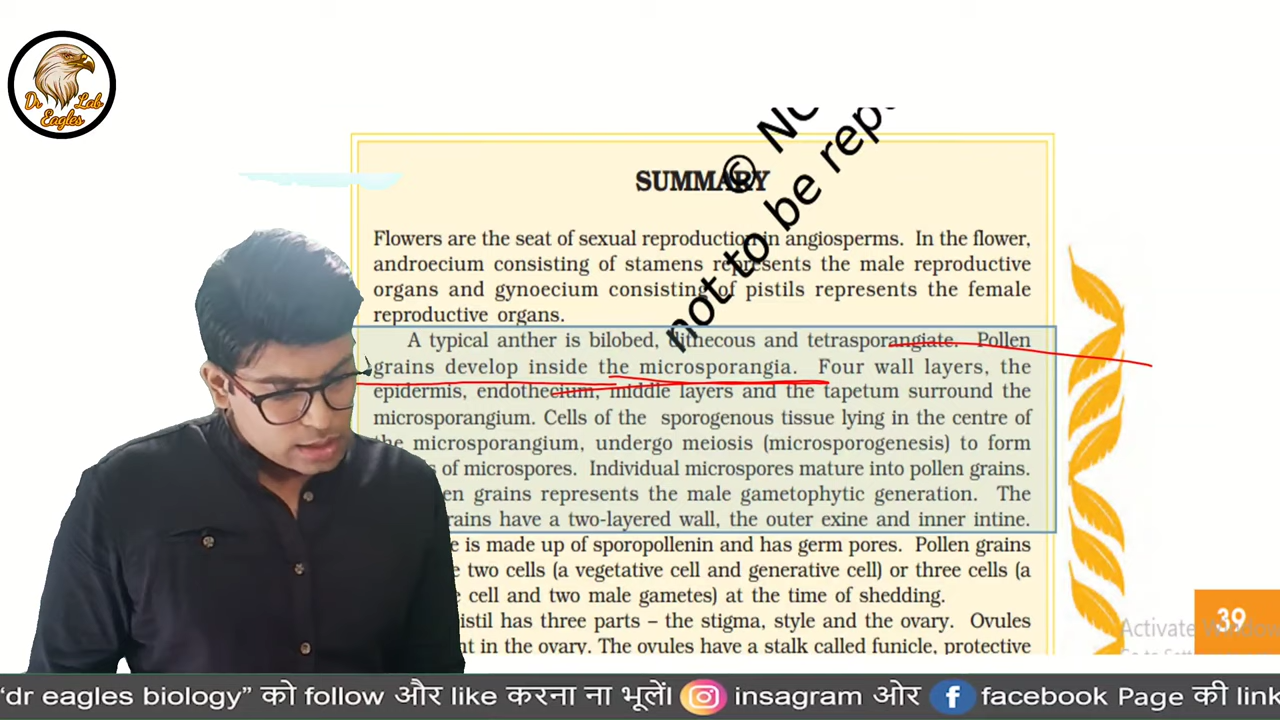 Dr Lab
Eagles
© NC
not to be rep
SUMMARY
Flowers are the seat of sexual reproduction in angiosperms. In the flower,
androecium consisting of stamens represents the male reproductive
organs and gynoecium consisting of pistils represents the female
reproductive organs.
A typical anther is bilobed, dithecous and tetrasporangiate. Pollen
grains develop inside the microsporangia. Four wall layers, the
epidermis, endothecium, middle layers and the tapetum surround the
microsporangium. Cells of the sporogenous tissue lying in the centre of
the microsporangium, undergo meiosis (microsporogenesis) to form
of microspores. Individual microspores mature into pollen grains.
grains represents the male gametophytic generation. The
have a two-layered wall, the outer exine and inner intine.
is made up of sporopollenin and has germ pores. Pollen grains
two cells (a vegetative cell and generative cell) or three cells (a
cell and two male gametes) at the time of shedding.
has three parts – the stigma, style and the ovary. Ovules
in the ovary. The ovules have a stalk called funicle, protective
39
Activate Windows
“dr eagles biology” को follow और like करना ना भूलें। insagram ओर facebook Page की link